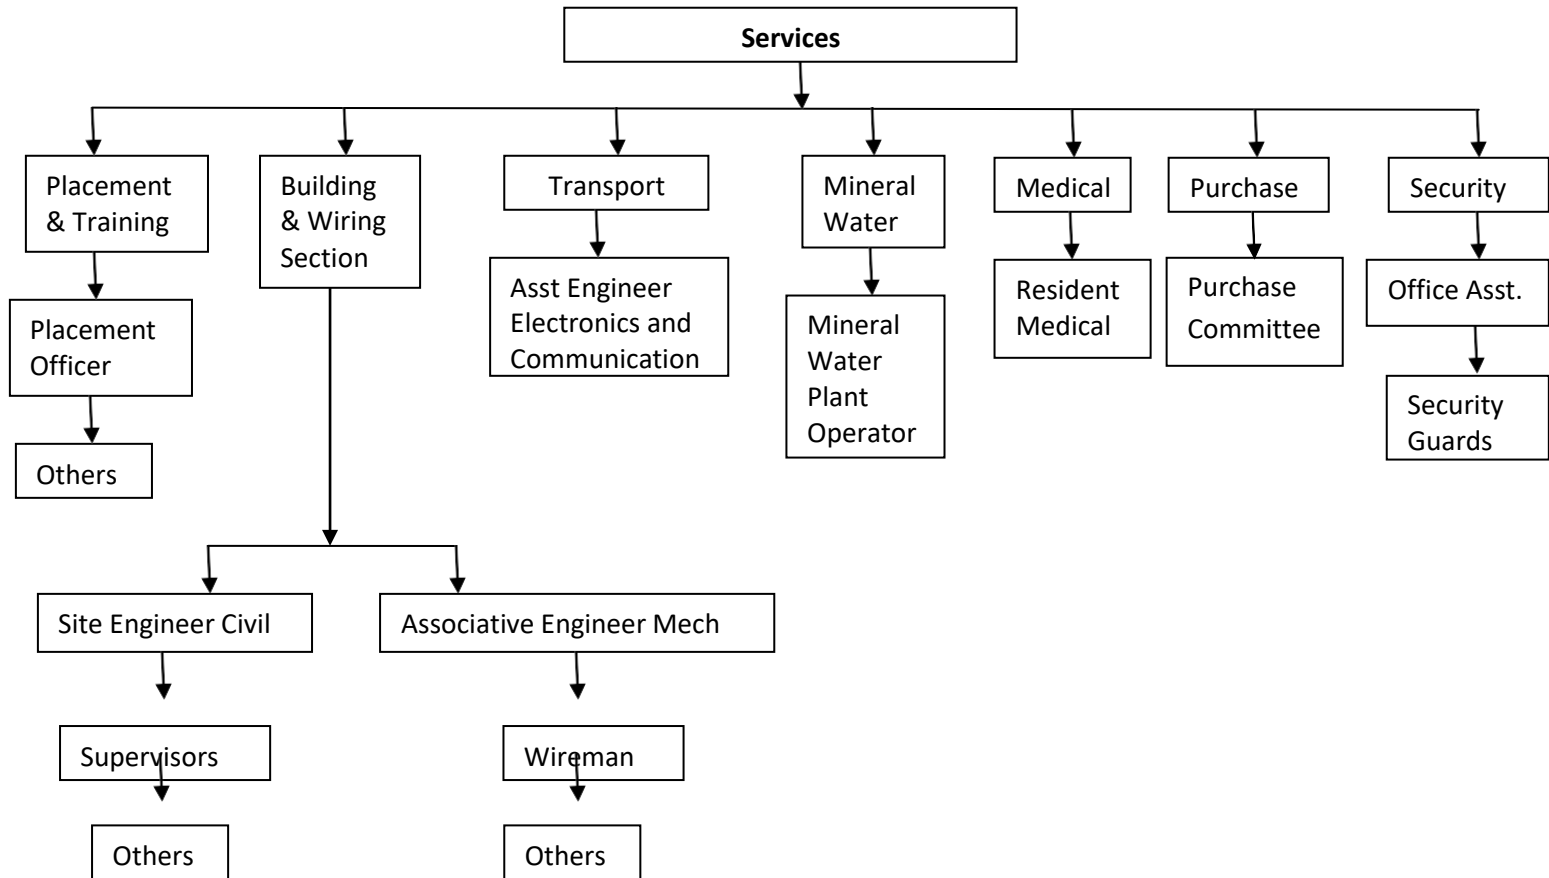 Services
Placement
& Training
Building
& Wiring
Section
Transport
Mineral
Water
Medical
Purchase
Security
Placement
Officer
Asst Engineer
Electronics and
Communication
Mineral
Water
Plant
Operator
Resident
Medical
Purchase
Committee
Office Asst.
Security
Guards
Others
Site Engineer Civil
Associative Engineer Mech
Supervisors
Wireman
Others
Others